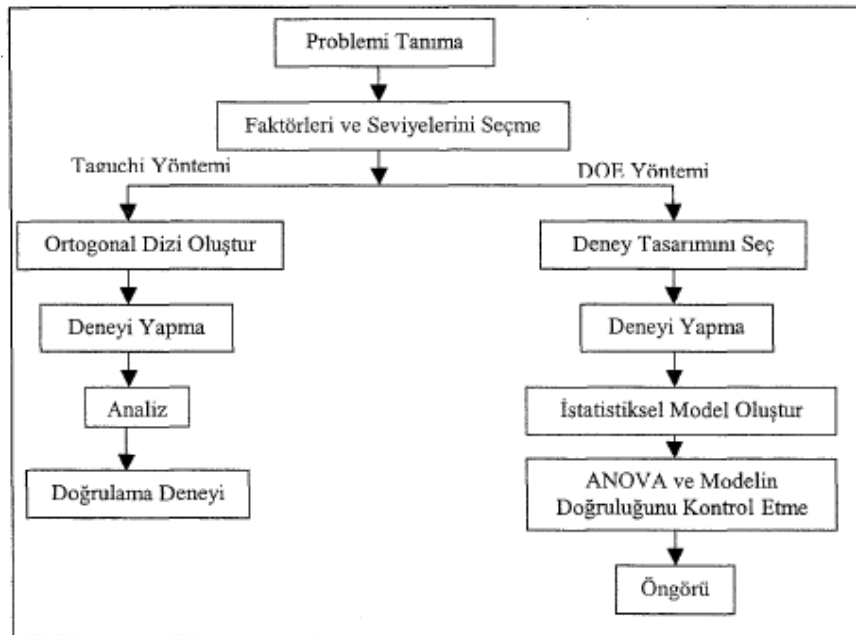 Problemi Tanıma
Faktörleri ve Seviyelerini Seçme
Taguchi Yöntemi
DOE Yöntemi
Ortogonal Dizi Oluştur
Deney Tasarımını Seç
Deneyi Yapma
Deneyi Yapma
Analiz
İstatistiksel Model Oluştur
Doğrulama Deneyi
ANOVA ve Modelin
Doğruluğunu Kontrol Etme
Öngörü